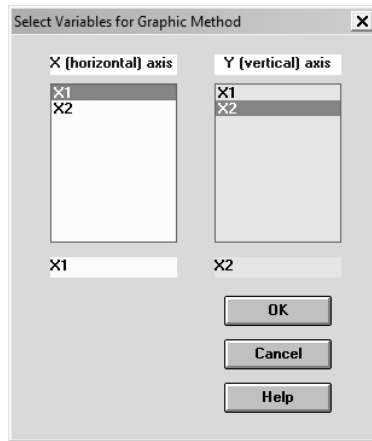 Select Variables for Graphic Method
X (horizontal) axis
Y (vertical) axis
X1
X2
X1
X2
X1
X2
OK
Cancel
Help